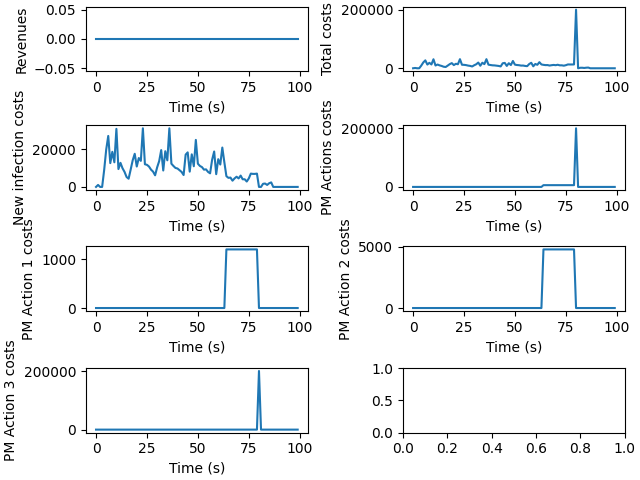 Revenues
0.05
0.00
−0.05
0 25 50 75 100
Time (s)
Total costs
200000
0
0 25 50 75 100
Time (s)
New infection costs
20000
0
0 25 50 75 100
Time (s)
PM Actions costs
200000
0
0 25 50 75 100
Time (s)
PM Action 1 costs
1000
0
0 25 50 75 100
Time (s)
PM Action 2 costs
5000
0
0 25 50 75 100
Time (s)
PM Action 3 costs
200000
0
0 25 50 75 100
Time (s)
1.0
0.5
0.0
0.0 0.2 0.4 0.6 0.8 1.0